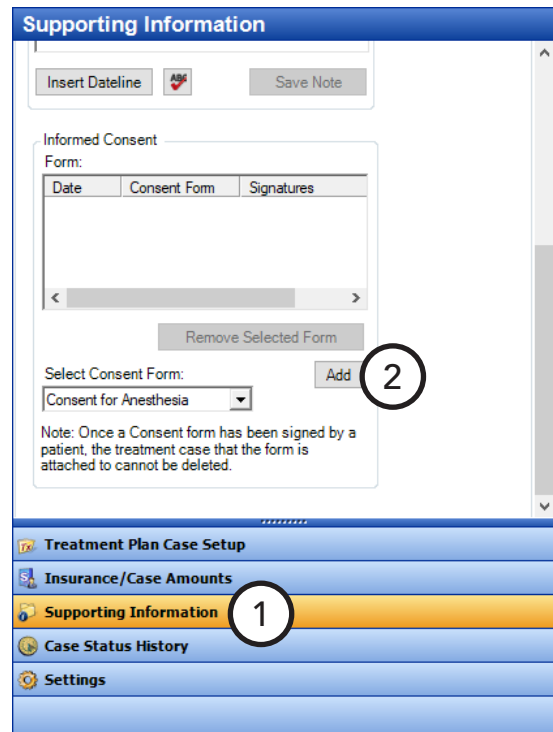 Supporting Information
Insert Dateline ABC Save Note
Informed Consent
Form:
Date Consent Form Signatures
Remove Selected Form
Select Consent Form: Add 2
Consent for Anesthesia
Note: Once a Consent form has been signed by a
patient, the treatment case that the form is
attached to cannot be deleted.
Tx Treatment Plan Case Setup
Insurance/Case Amounts
Supporting Information 1
Case Status History
Settings